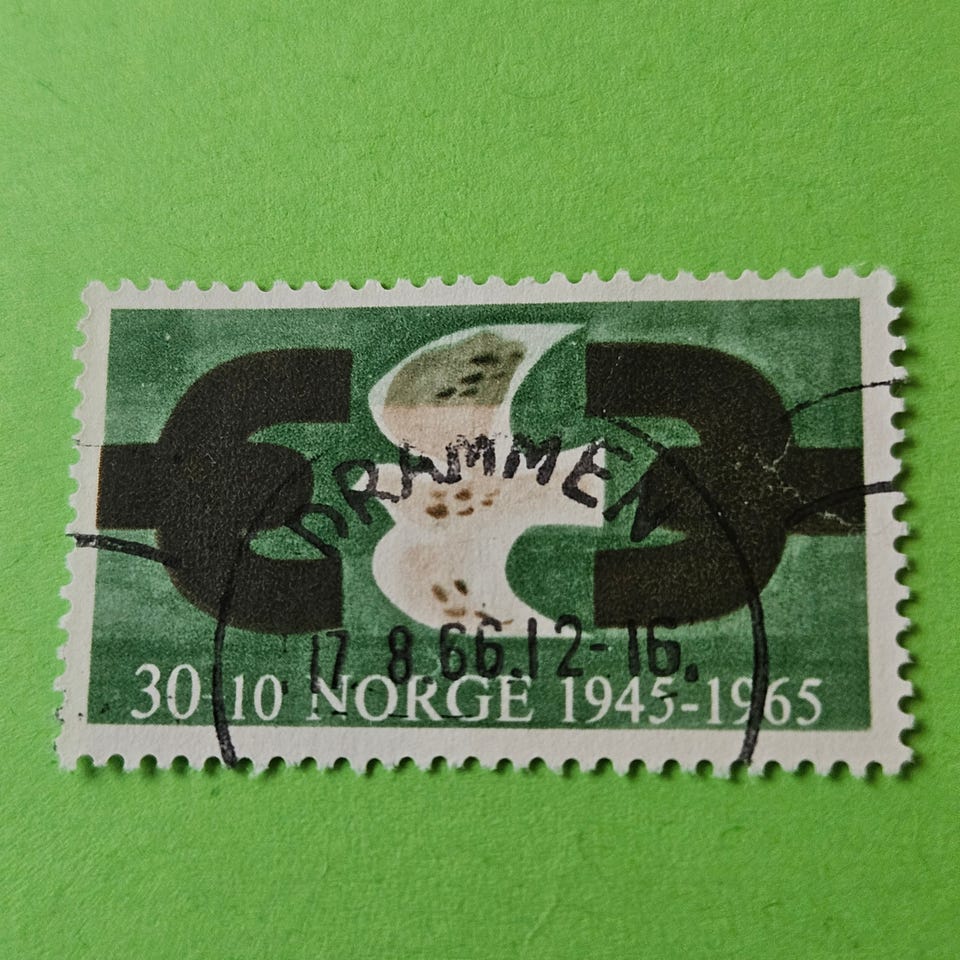 DRAMMEN
17.8.66.12-16.
30+10 NORGE 1945-1965